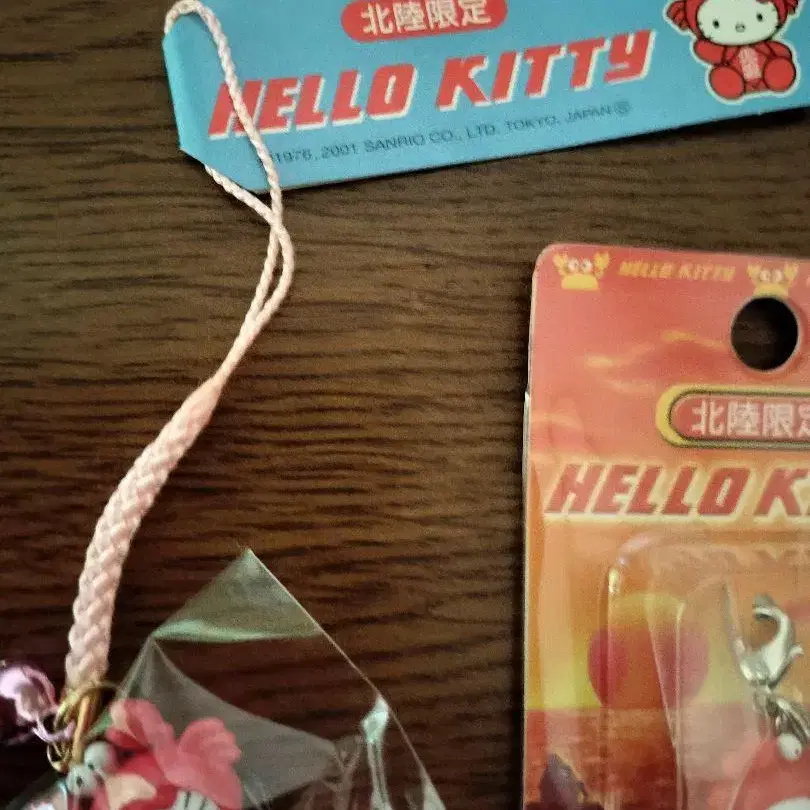 北陸限定
HELLO KITTY
1976, 2001 SANRIO CO., LTD. TOKYO, JAPAN Ⓡ
HELLO KITTY
北陸限定
HELLO K